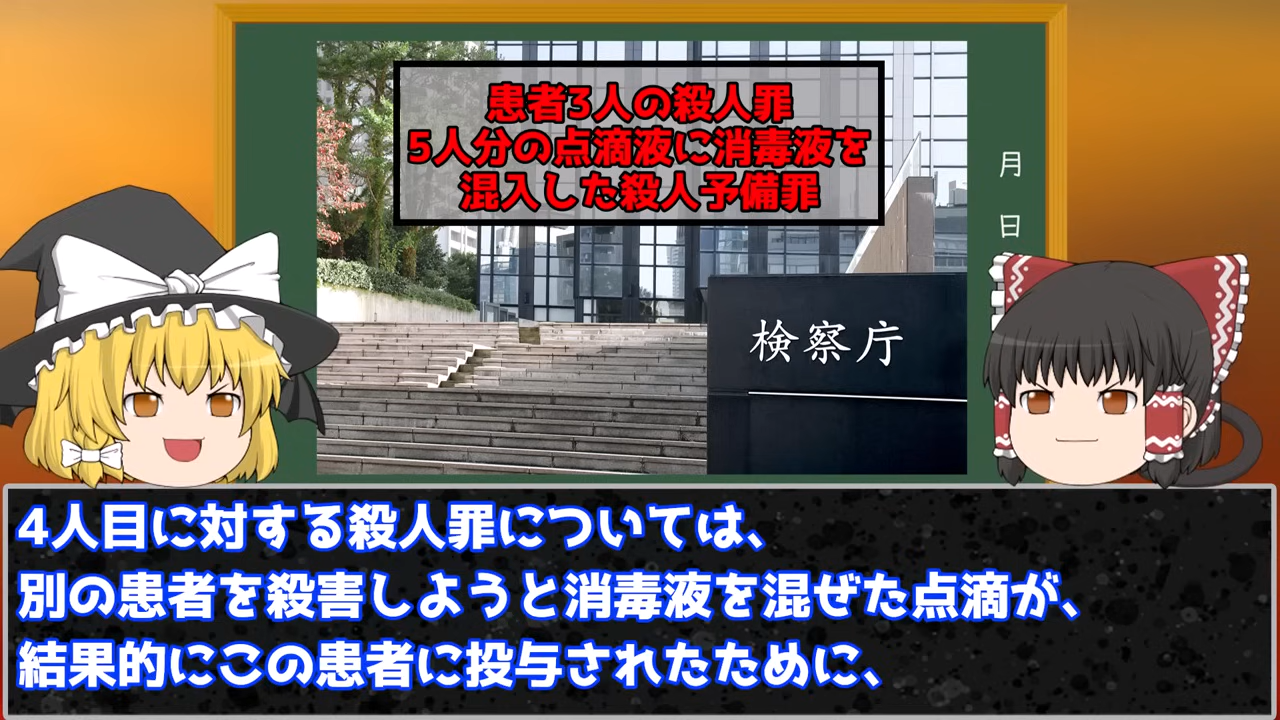 患者3人の殺人罪
5人分の点滴液に消毒液を
混入した殺人予備罪
検察庁
月
日
4人目に対する殺人罪については、
別の患者を殺害しようと消毒液を混ぜた点滴が、
結果的にこの患者に投与されたために、